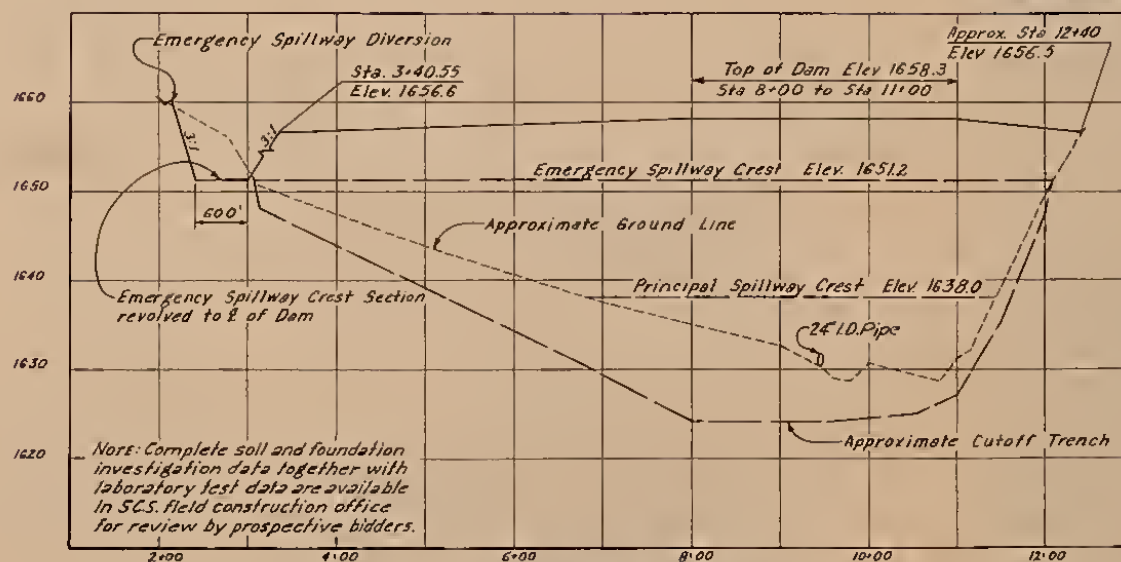 Emergency Spillway Diversion
Sta. 3+40.55
Elev. 1656.6
Top of Dam Elev 1658.3
Sta 8+00 to Sta 11+00
Approx. Sta 12+40
Elev 1656.5
1660
3:1
3:1
Emergency Spillway Crest Elev. 1651.2
1650
60.0'
Approximate Ground Line
1640
Emergency Spillway Crest Section
revolved to ℄ of Dam
Principal Spillway Crest Elev. 1638.0
24" I.D. Pipe
1630
Approximate Cutoff Trench
1620
NOTE: Complete soil and foundation
investigation data together with
laboratory test data are available
in S.C.S. field construction office
for review by prospective bidders.
2+00 4+00 6+00 8+00 10+00 12+00